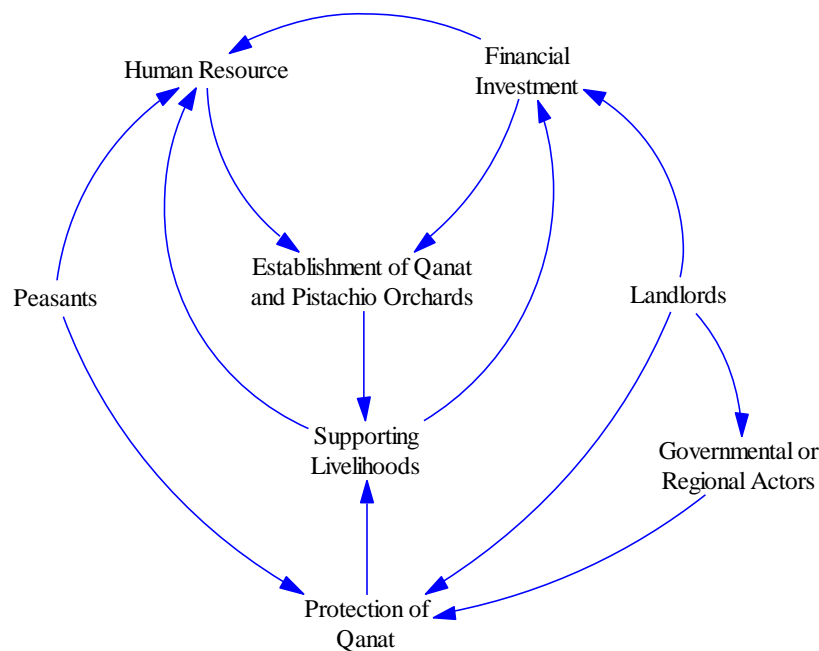 Financial
Investment
Human Resource
Establishment of Qanat
and Pistachio Orchards
Peasants
Landlords
Supporting
Livelihoods
Governmental or
Regional Actors
Protection of
Qanat